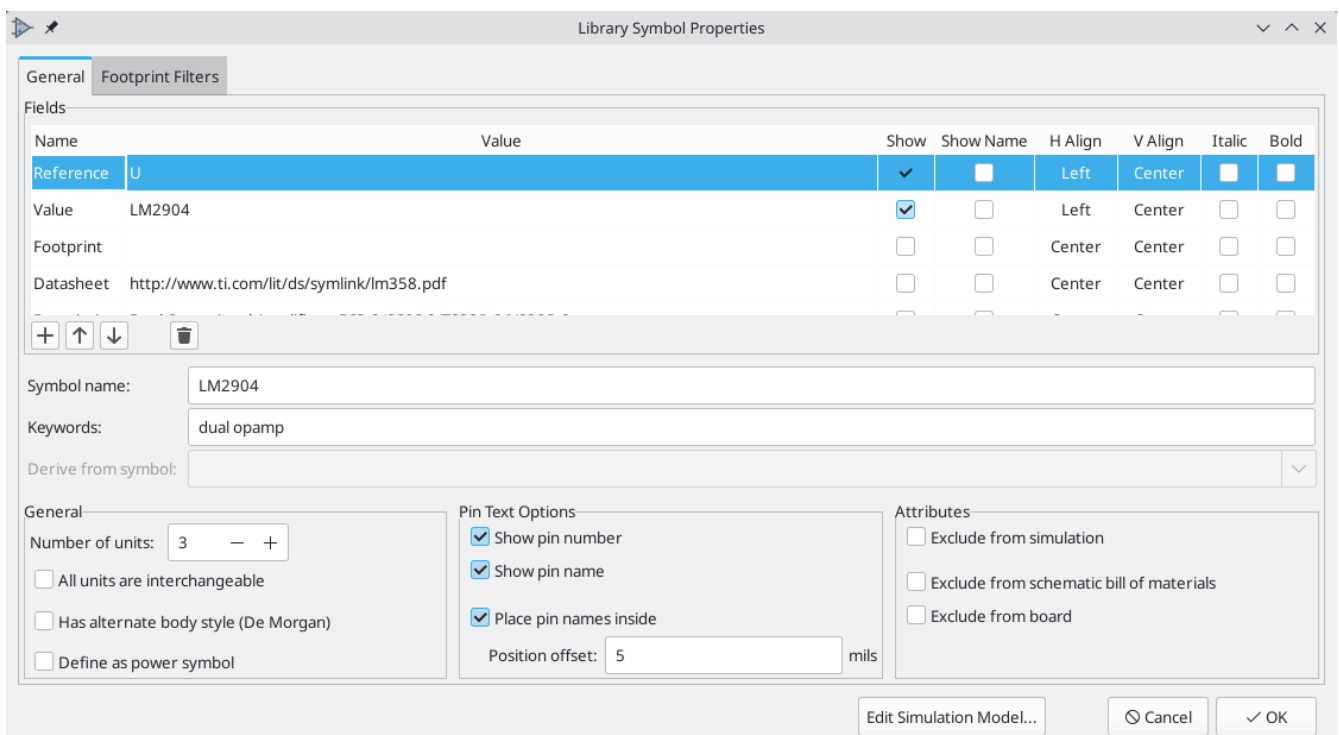 Library Symbol Properties
General Footprint Filters
Fields
Name Value Show Show Name H Align V Align Italic Bold
Reference U Left Center
Value LM2904 Left Center
Footprint Center Center
Datasheet http://www.ti.com/lit/ds/symlink/lm358.pdf Center Center
Symbol name: LM2904
Keywords: dual opamp
Derive from symbol:
General Pin Text Options Attributes
Number of units: 3 − + Show pin number Exclude from simulation
All units are interchangeable Show pin name Exclude from schematic bill of materials
Has alternate body style (De Morgan) Place pin names inside Exclude from board
Define as power symbol Position offset: 5 mils
Edit Simulation Model... Cancel OK